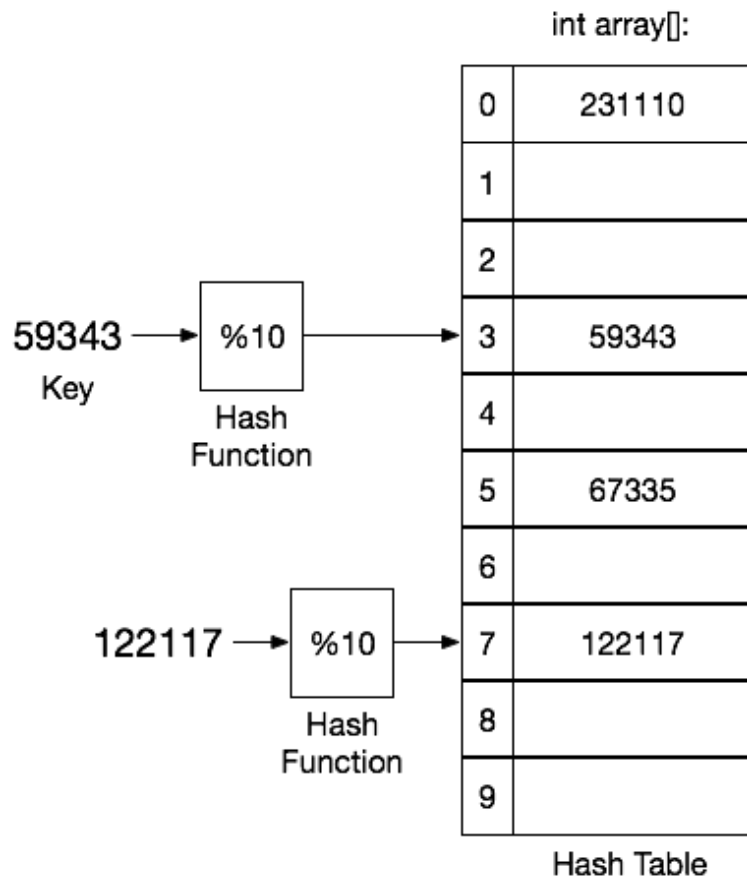 int array[]:
0 231110
1
2
59343 %10 3 59343
Key
Hash
Function
4
5 67335
6
122117 %10 7 122117
Hash
Function
8
9
Hash Table